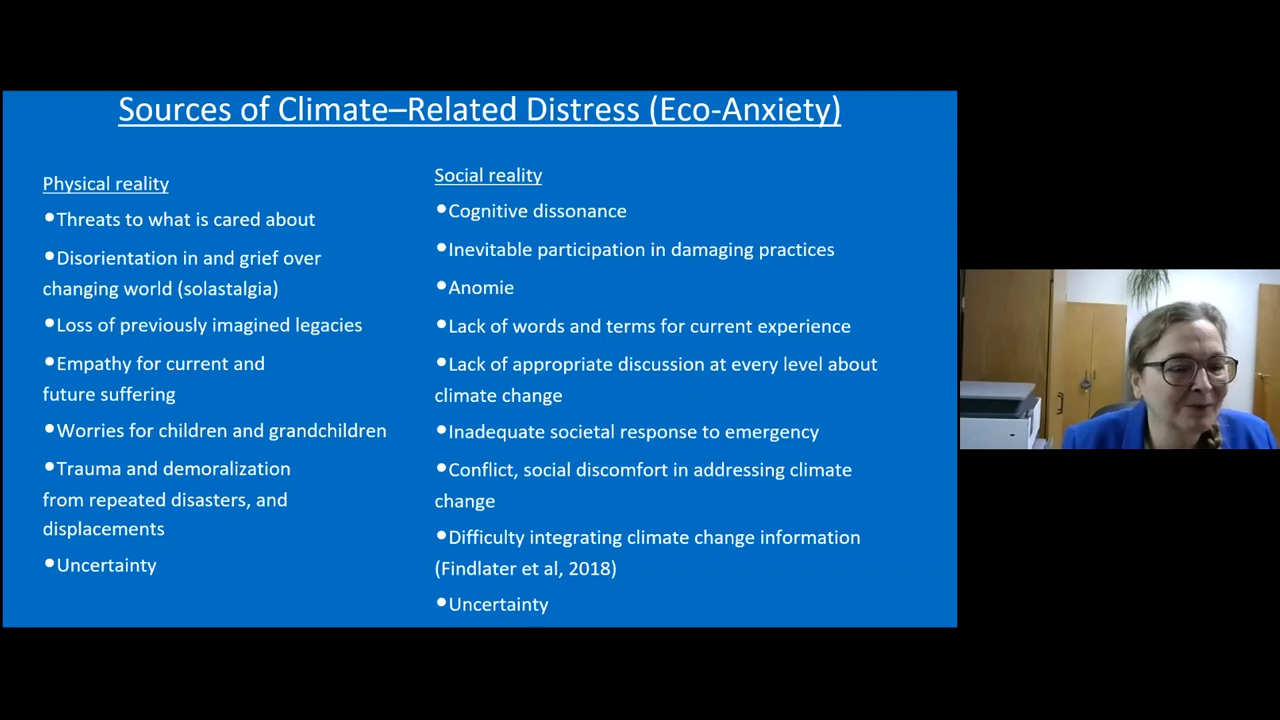 Sources of Climate–Related Distress (Eco-Anxiety)
Physical reality
•Threats to what is cared about
•Disorientation in and grief over
changing world (solastalgia)
•Loss of previously imagined legacies
•Empathy for current and
future suffering
•Worries for children and grandchildren
•Trauma and demoralization
from repeated disasters, and
displacements
•Uncertainty
Social reality
•Cognitive dissonance
•Inevitable participation in damaging practices
•Anomie
•Lack of words and terms for current experience
•Lack of appropriate discussion at every level about
climate change
•Inadequate societal response to emergency
•Conflict, social discomfort in addressing climate
change
•Difficulty integrating climate change information
(Findlater et al, 2018)
•Uncertainty